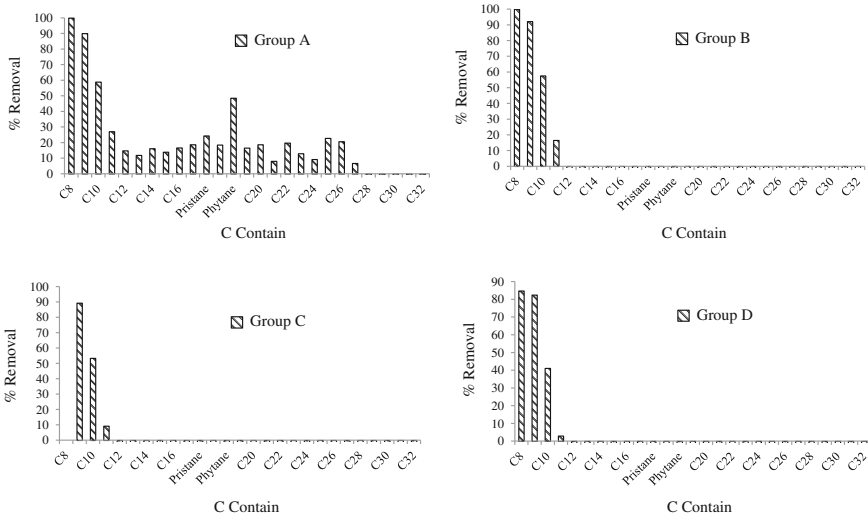 % Removal
100
90
80
70
60
50
40
30
20
10
0
Group A
C8
C10
C12
C14
C16
Pristane
Phytane
C20
C22
C24
C26
C28
C30
C32
C Contain
% Removal
100
90
80
70
60
50
40
30
20
10
0
Group B
C8
C10
C12
C14
C16
Pristane
Phytane
C20
C22
C24
C26
C28
C30
C32
C Contain
% Removal
100
90
80
70
60
50
40
30
20
10
0
Group C
C8
C10
C12
C14
C16
Pristane
Phytane
C20
C22
C24
C26
C28
C30
C32
C Contain
% Removal
90
80
70
60
50
40
30
20
10
0
Group D
C8
C10
C12
C14
C16
Pristane
Phytane
C20
C22
C24
C26
C28
C30
C32
C Contain